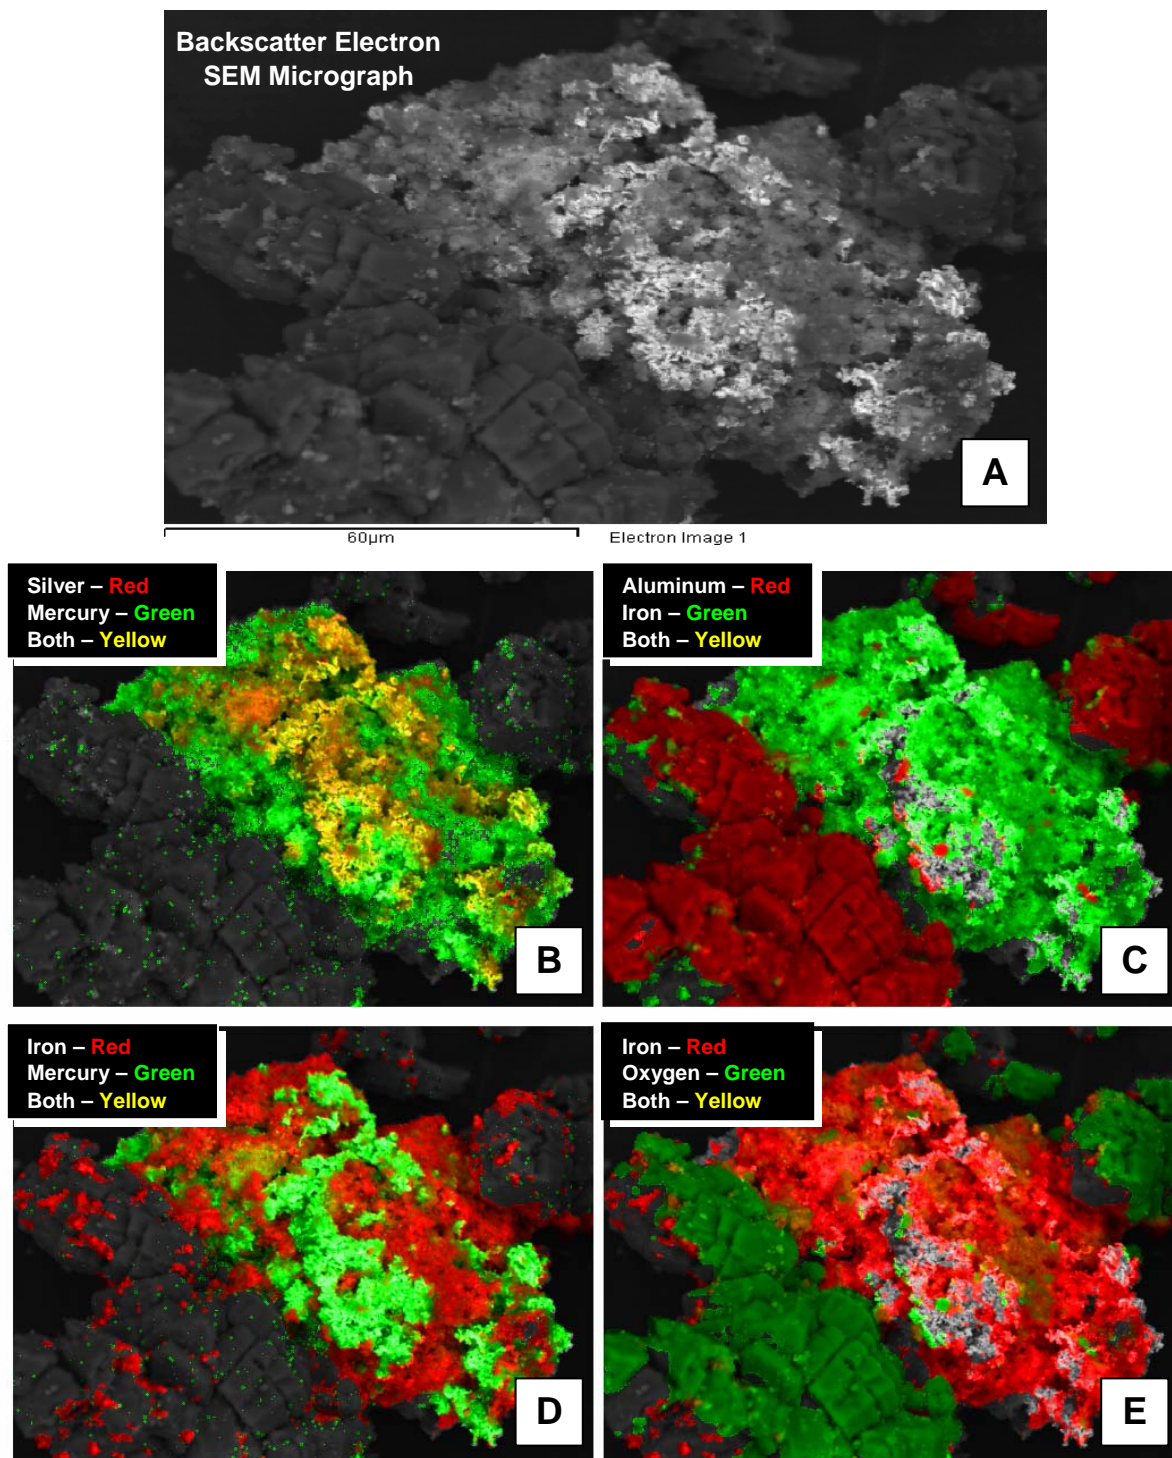 Backscatter Electron
SEM Micrograph
A
60µm
Electron Image 1
Silver – Red
Mercury – Green
Both – Yellow
B
Aluminum – Red
Iron – Green
Both – Yellow
C
Iron – Red
Mercury – Green
Both – Yellow
D
Iron – Red
Oxygen – Green
Both – Yellow
E